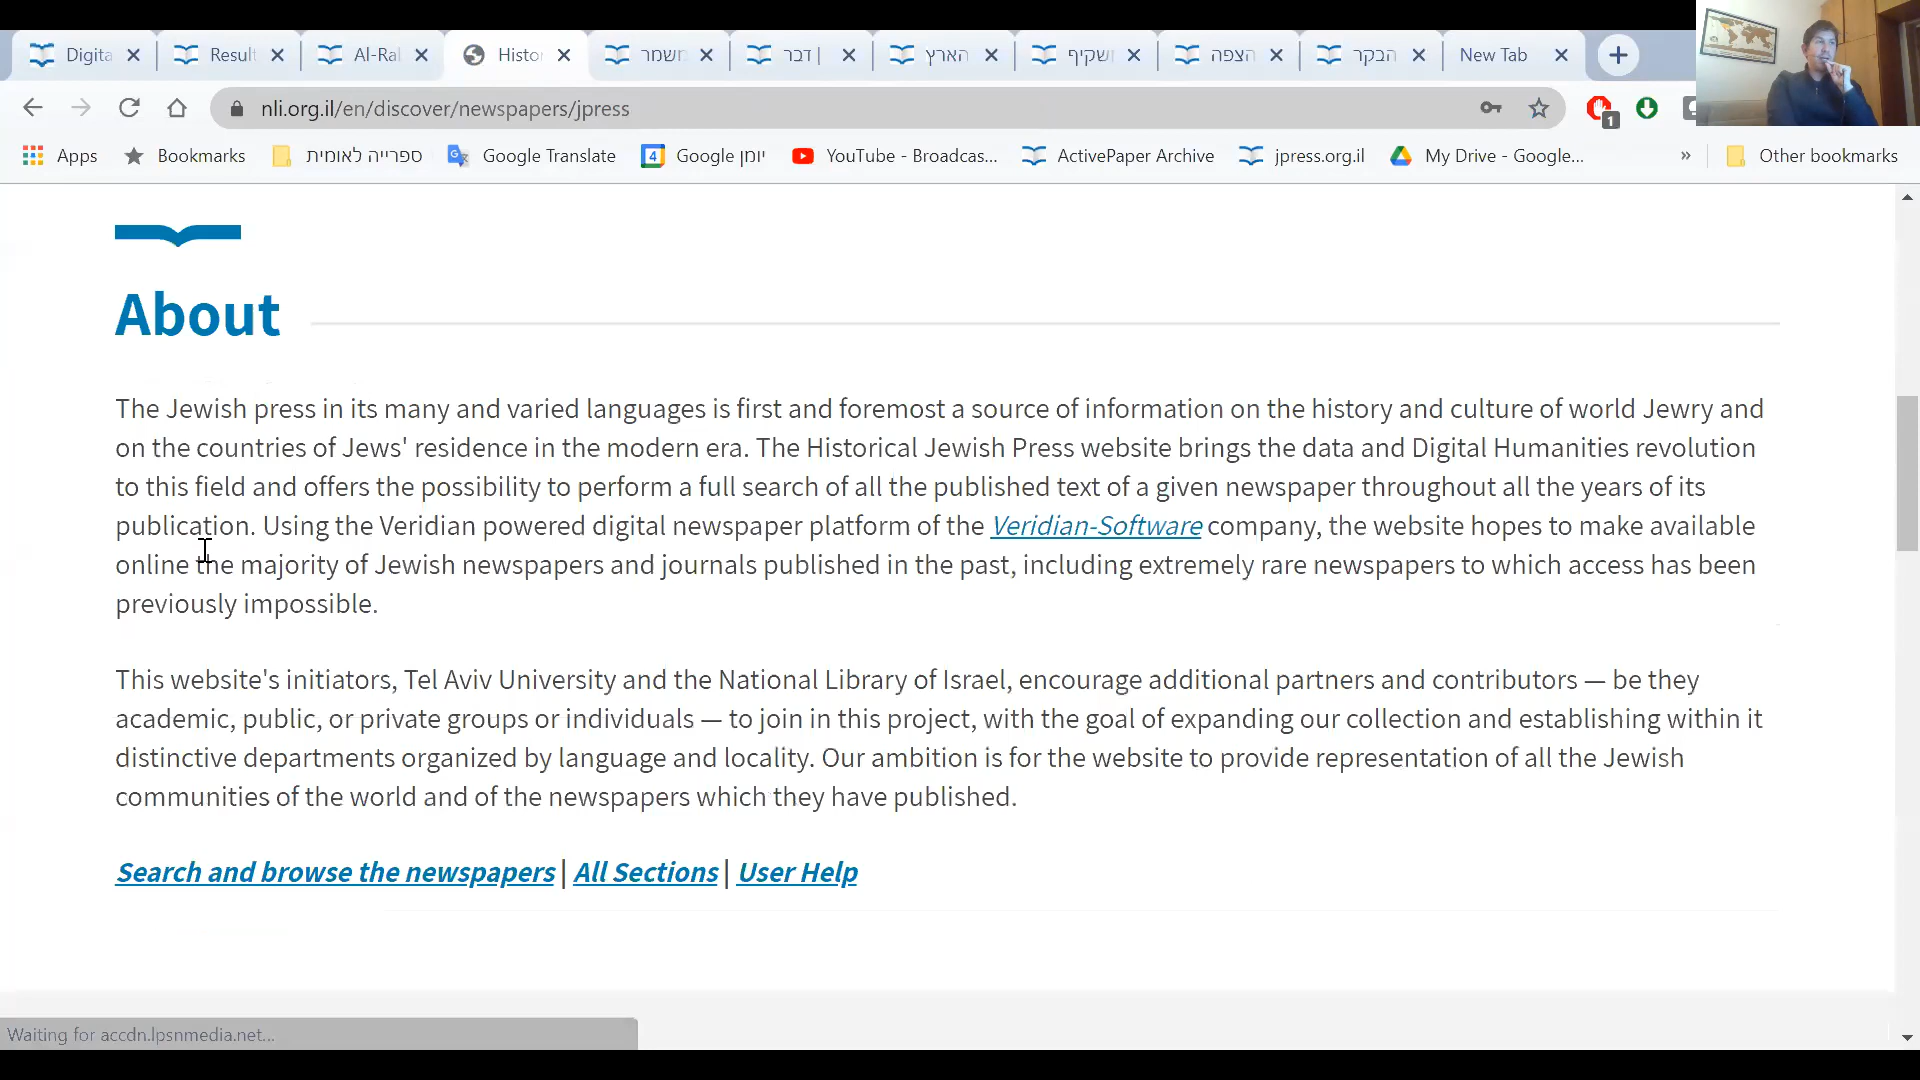 Digita
Result
Al-Ral
Histo
משמר
דבר |
הארץ
משקיף
הצפה
הבקר
New Tab
nli.org.il/en/discover/newspapers/jpress
1
Apps
Bookmarks
ספרייה לאומית
Google Translate
4
יומן Google
YouTube - Broadcas...
ActivePaper Archive
jpress.org.il
My Drive - Google...
»
Other bookmarks
About
The Jewish press in its many and varied languages is first and foremost a source of information on the history and culture of world Jewry and
on the countries of Jews' residence in the modern era. The Historical Jewish Press website brings the data and Digital Humanities revolution
to this field and offers the possibility to perform a full search of all the published text of a given newspaper throughout all the years of its
publication. Using the Veridian powered digital newspaper platform of the Veridian-Software company, the website hopes to make available
online the majority of Jewish newspapers and journals published in the past, including extremely rare newspapers to which access has been
previously impossible.
This website's initiators, Tel Aviv University and the National Library of Israel, encourage additional partners and contributors — be they
academic, public, or private groups or individuals — to join in this project, with the goal of expanding our collection and establishing within it
distinctive departments organized by language and locality. Our ambition is for the website to provide representation of all the Jewish
communities of the world and of the newspapers which they have published.
Search and browse the newspapers | All Sections | User Help
Waiting for accdn.lpsnmedia.net...